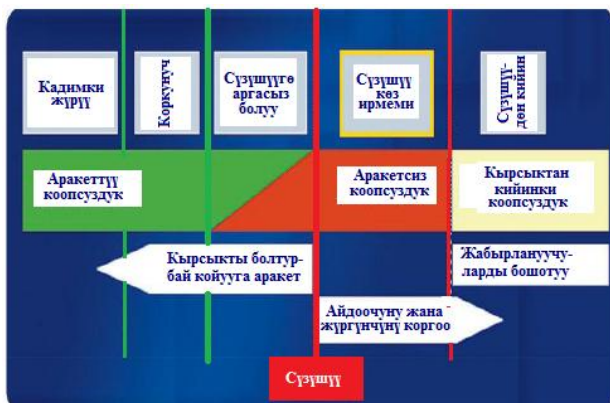 Кадимки
жүрүү
Коркунуч
Сүзүшүүгө
аргасыз
болуу
Сүзүшүү
көз
ирмеми
Сүзүшүү-
дөн кийин
Аракеттүү
коопсуздук
Аракетсиз
коопсуздук
Кырсыктан
кийинки
коопсуздук
Кырсыкты болтур-
бай койууга аракет
Жабырлануучу-
ларды бошотуу
Айдоочуну жана
жүргүнчүнү коргоо
Сүзүшүү